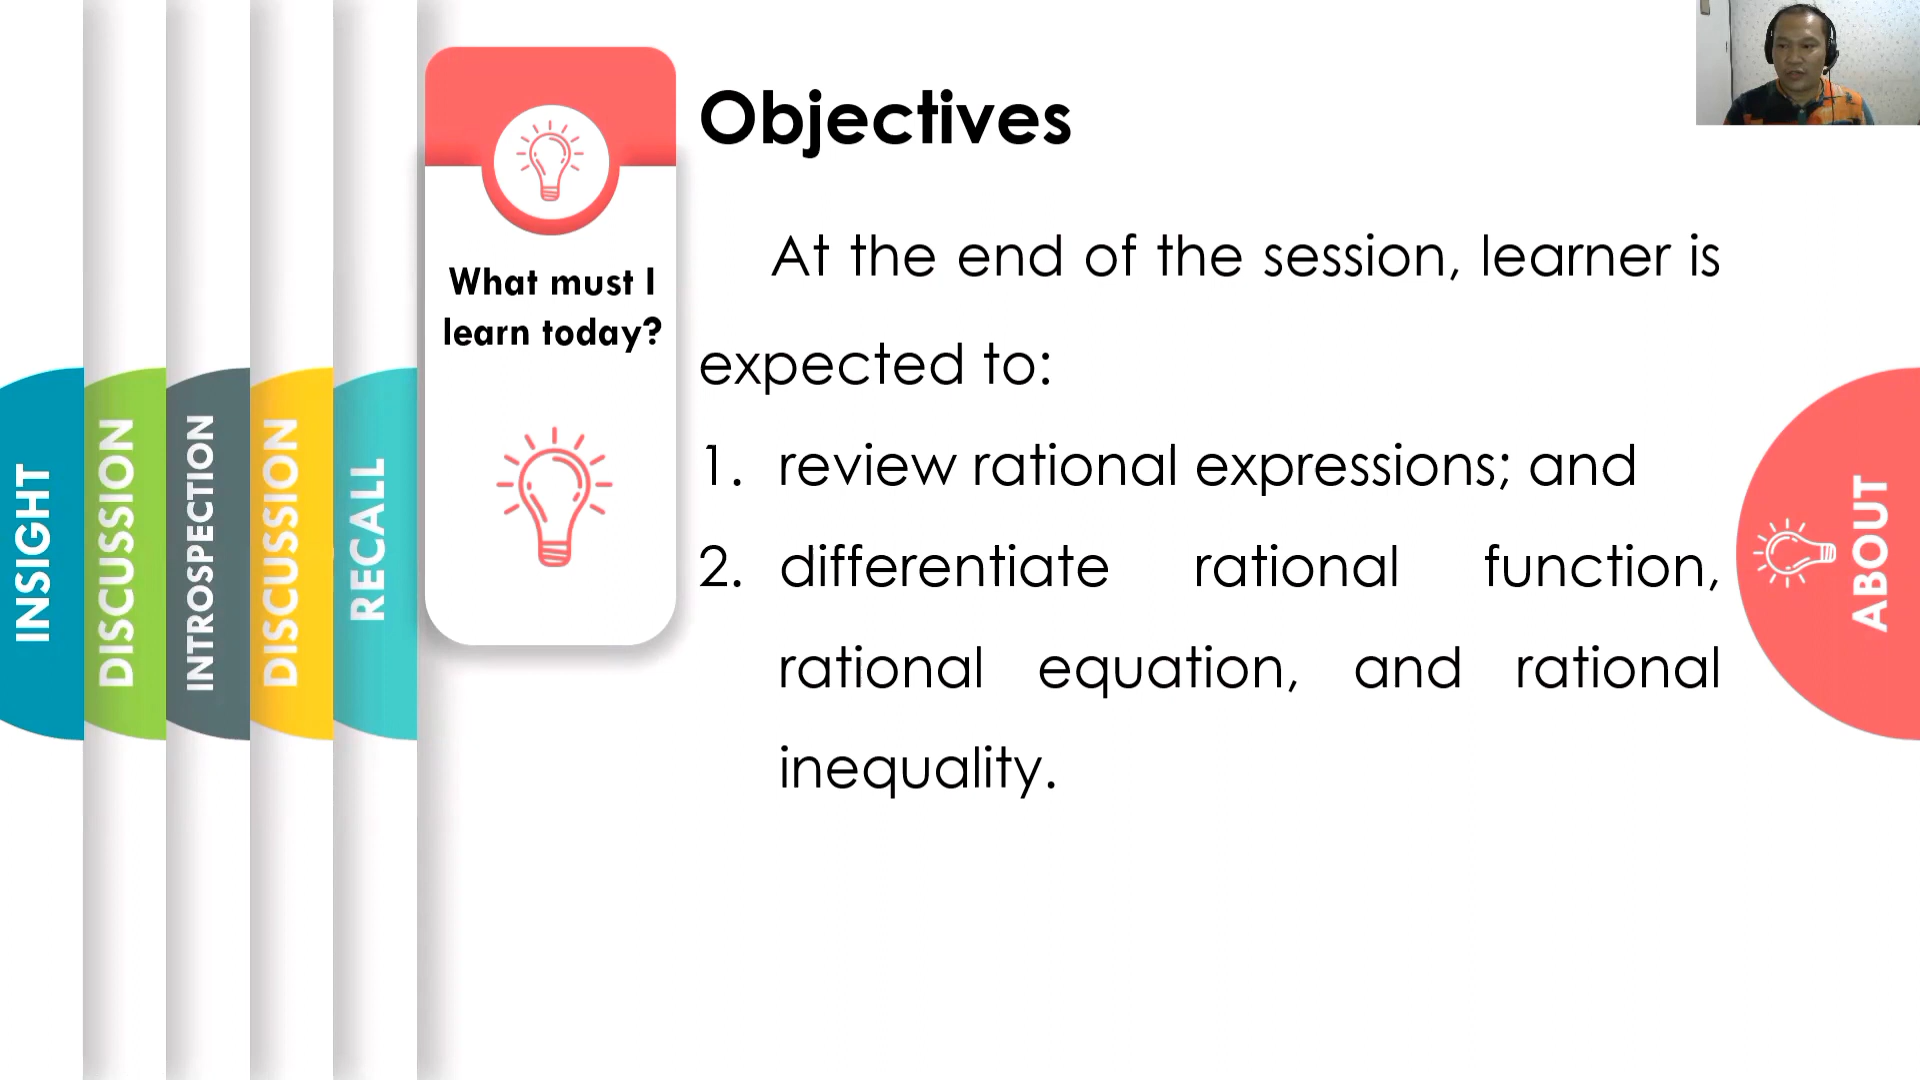 Objectives
What must I
learn today?
At the end of the session, learner is
expected to:
1. review rational expressions; and
2. differentiate rational function,
rational equation, and rational
inequality.
INSIGHT
DISCUSSION
INTROSPECTION
DISCUSSION
RECALL
ABOUT